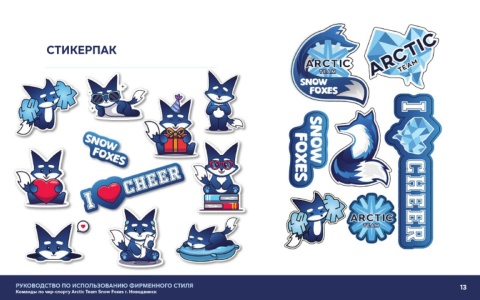 СТИКЕРПАК
SNOW
FOXES
I CHEER
ARCTIC
TEAM
SNOW
FOXES
ARCTIC
TEAM
SNOW
FOXES
I CHEER
ARCTIC
TEAM
РУКОВОДСТВО ПО ИСПОЛЬЗОВАНИЮ ФИРМЕННОГО СТИЛЯ
Команды по чир-спорту Arctic Team Snow Foxes г. Новодвинск
13